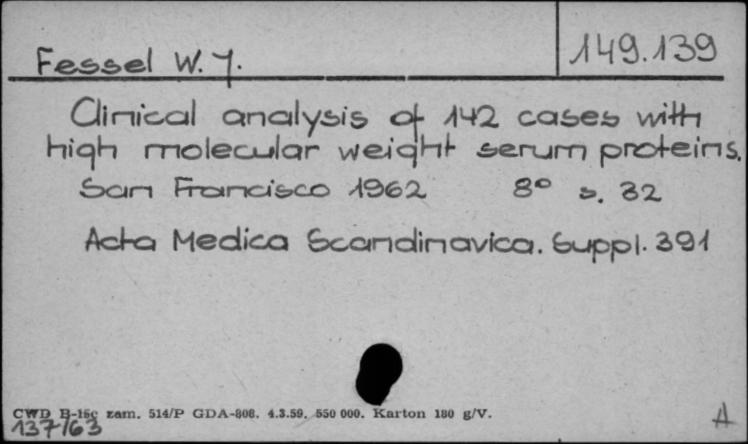 149.139
Fessel W. J.
Clinical analysis of 142 cases with
high molecular weight serum proteins.
San Francisco 1962 8° s. 32
Acta Medica Scandinavica. Suppl. 391
CWD B-15c zam. 514/P GDA-808. 4.3.59. 550 000. Karton 180 g/V.
137/63
A